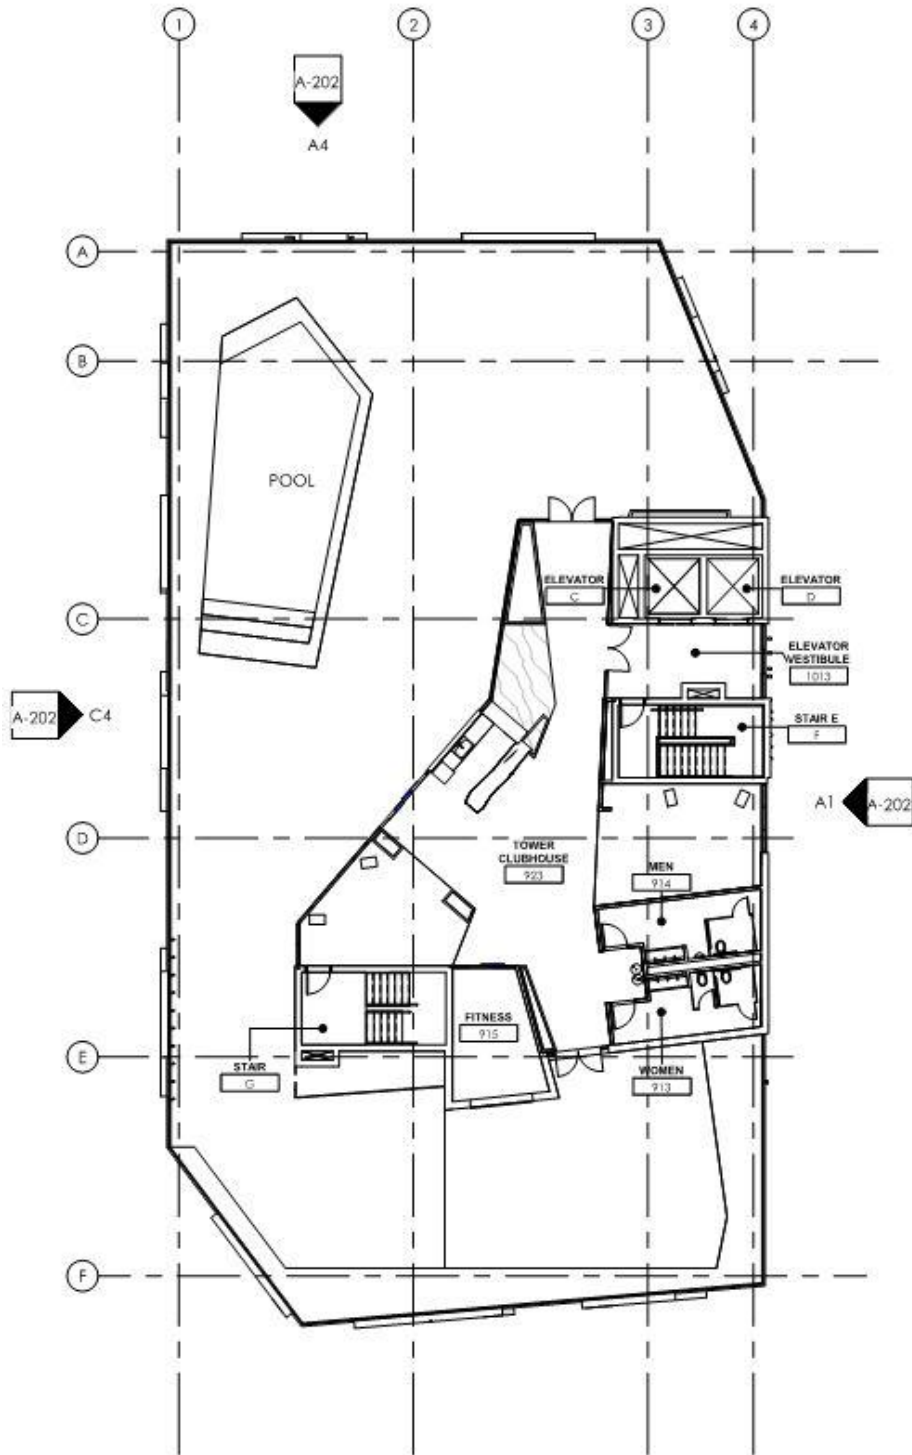 1
2
3
4
A-202
A4
A
B
POOL
ELEVATOR
C
ELEVATOR
D
C
ELEVATOR
VESTIBULE
1013
A-202
C4
STAIR E
F
A1
A-202
D
TOWER
CLUBHOUSE
923
MEN
914
FITNESS
915
E
STAIR
G
WOMEN
913
F